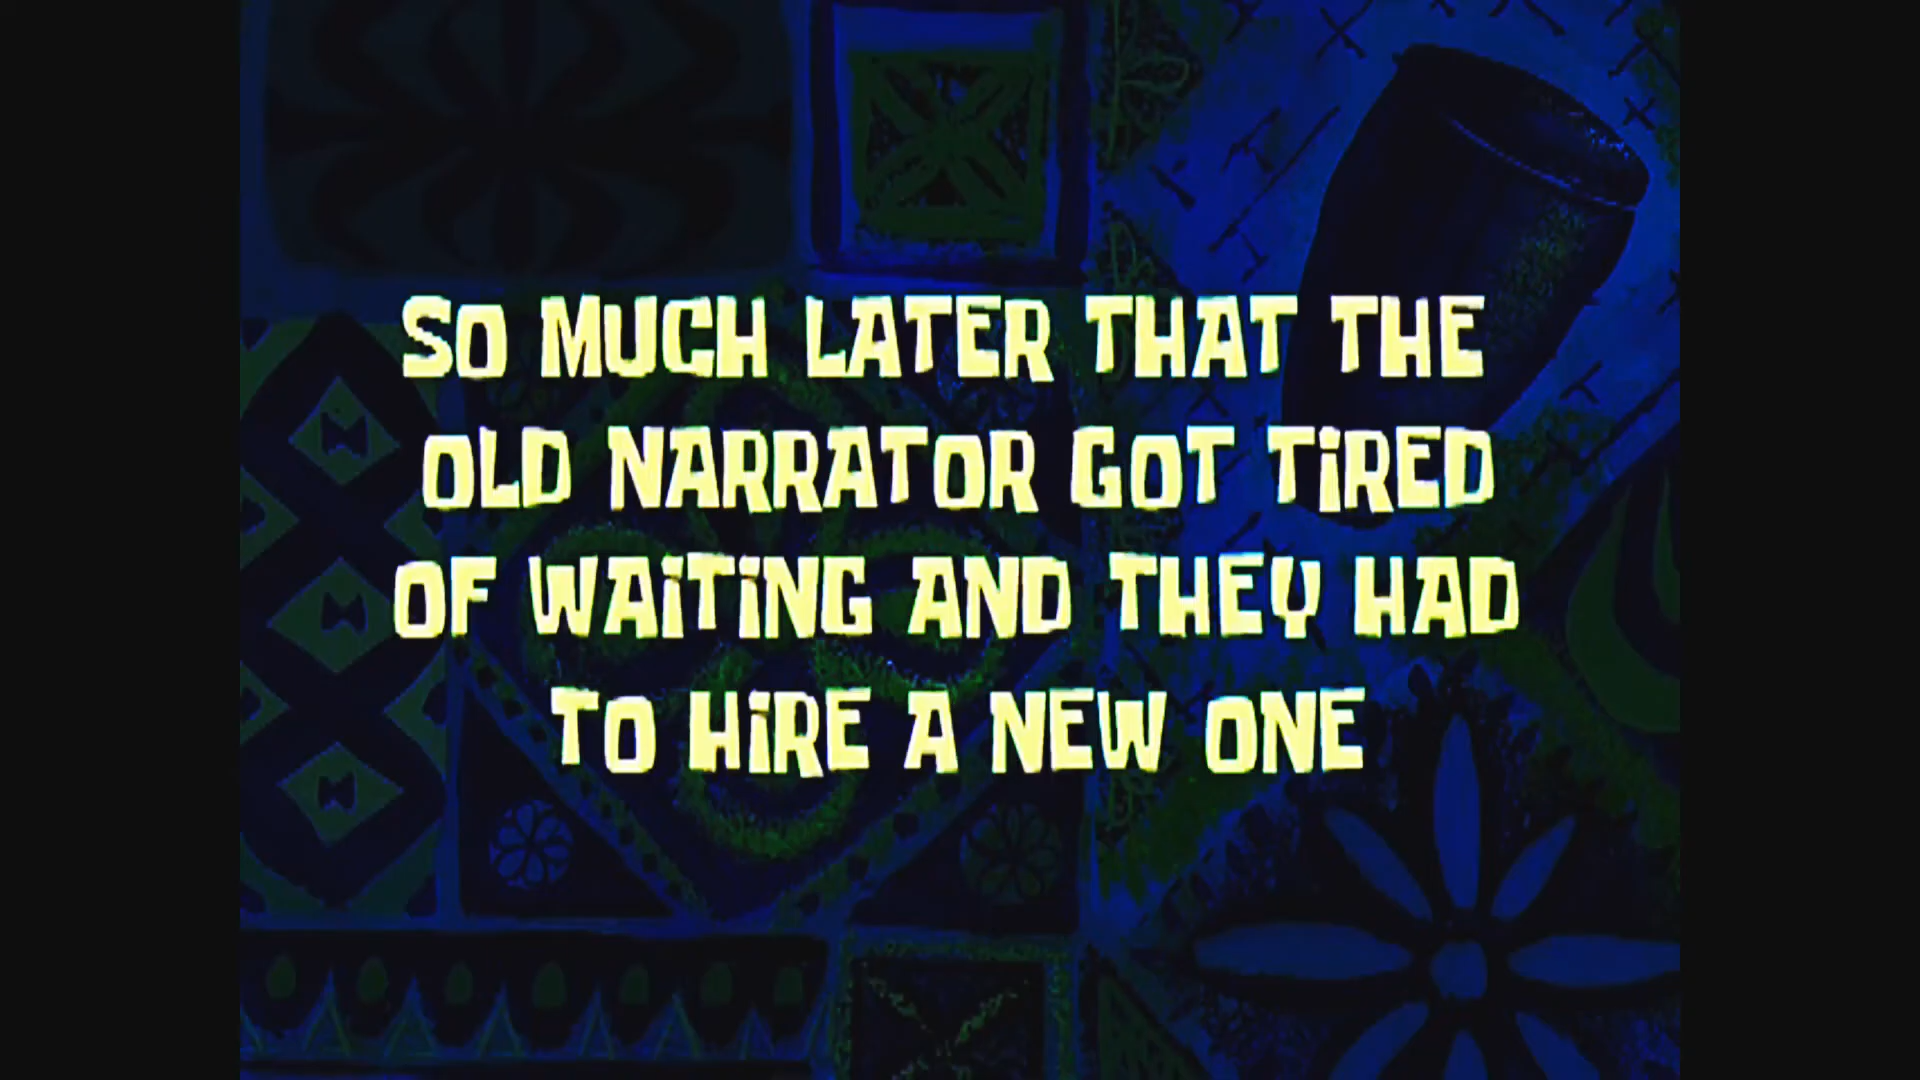 SO MUCH LATER THAT THE
OLD NARRATOR GOT TiRED
OF WAiTiNG AND THEY HAD
TO HiRE A NEW ONE